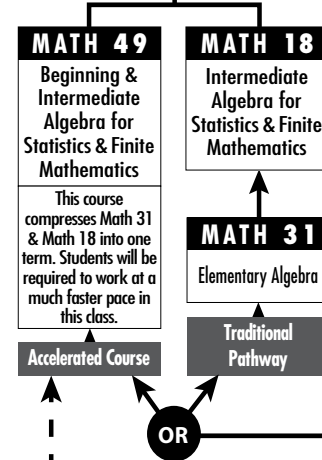 MATH 49
Beginning &
Intermediate
Algebra for
Statistics & Finite
Mathematics
This course
compresses Math 31
& Math 18 into one
term. Students will be
required to work at a
much faster pace in
this class.
Accelerated Course
MATH 18
Intermediate
Algebra for
Statistics & Finite
Mathematics
MATH 31
Elementary Algebra
Traditional
Pathway
OR